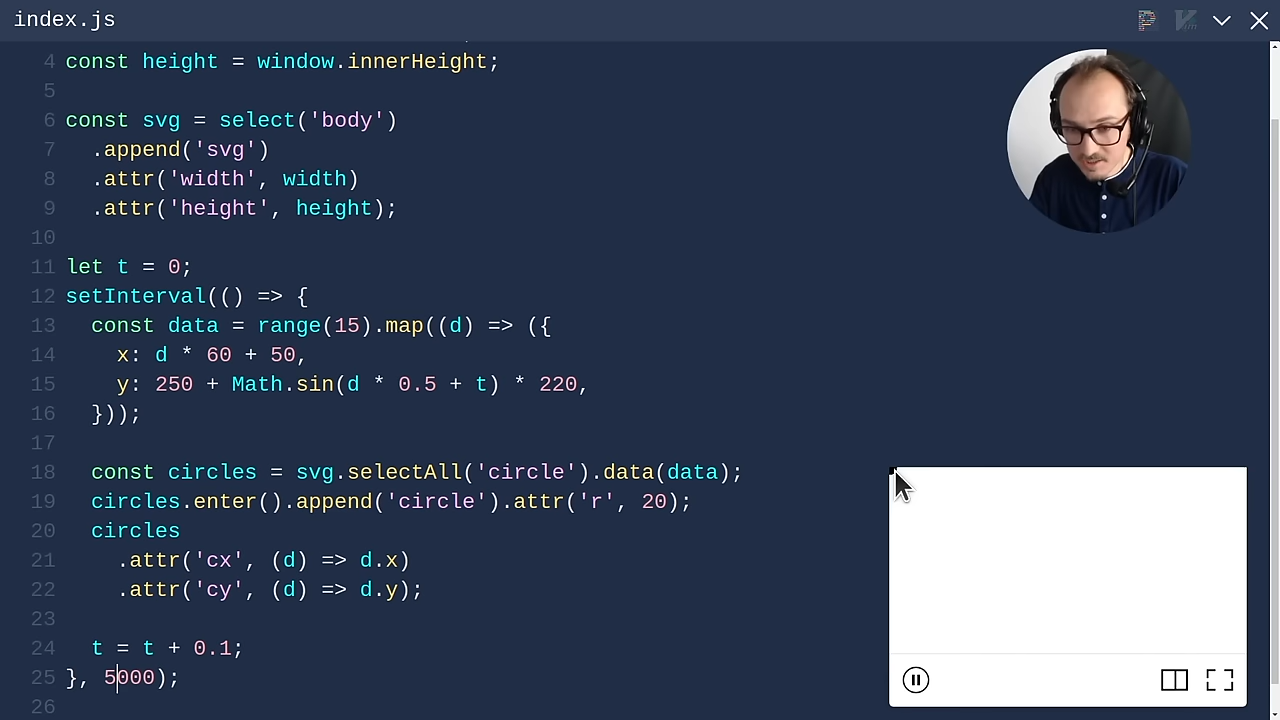 index.js
4 const height = window.innerHeight;
5
6 const svg = select('body')
7   .append('svg')
8   .attr('width', width)
9   .attr('height', height);
10
11 let t = 0;
12 setInterval(() => {
13   const data = range(15).map((d) => ({
14     x: d * 60 + 50,
15     y: 250 + Math.sin(d * 0.5 + t) * 220,
16   }));
17
18   const circles = svg.selectAll('circle').data(data);
19   circles.enter().append('circle').attr('r', 20);
20   circles
21     .attr('cx', (d) => d.x)
22     .attr('cy', (d) => d.y);
23
24   t = t + 0.1;
25 }, 5000);
26